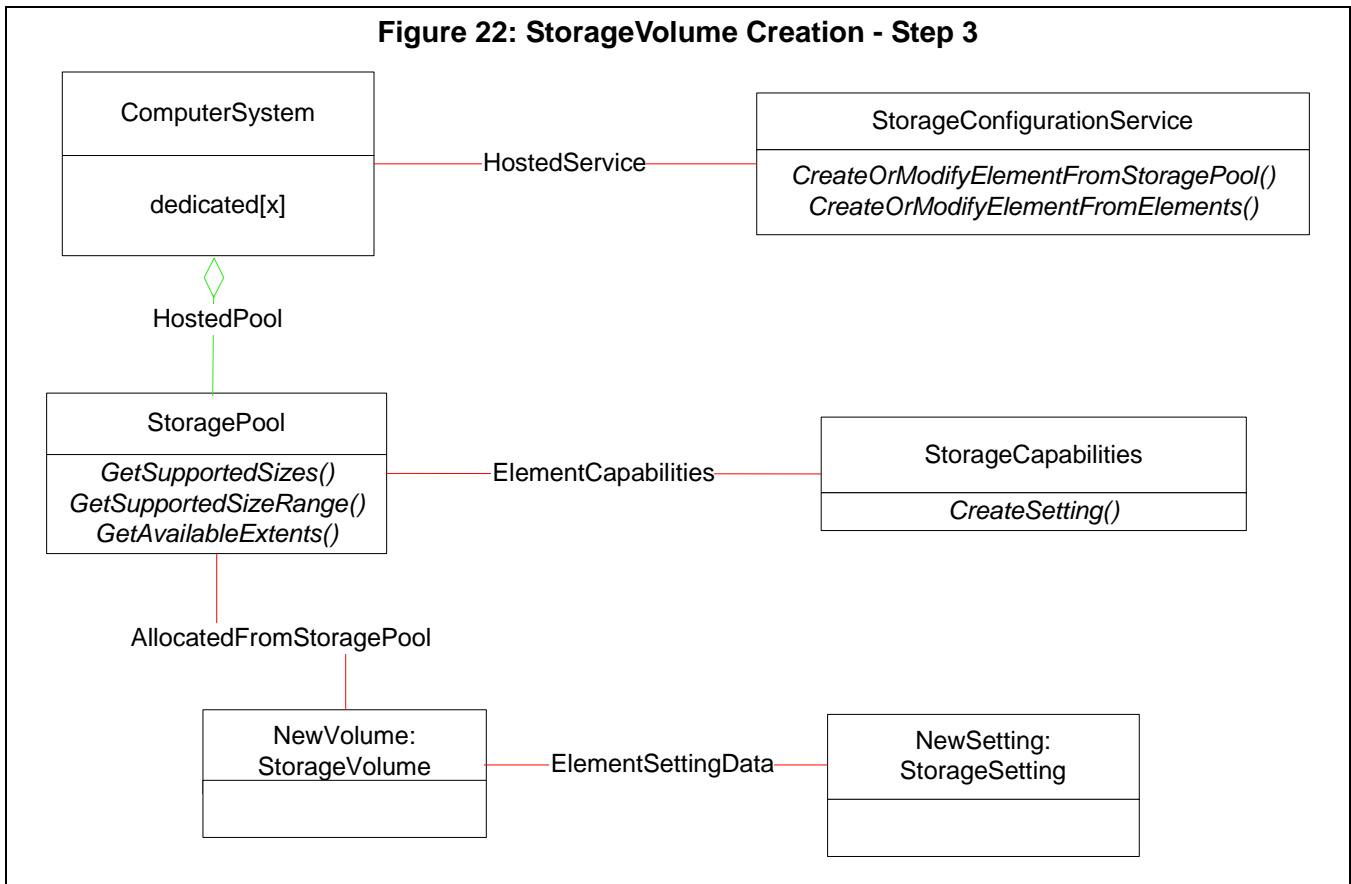 Figure 22: StorageVolume Creation - Step 3
ComputerSystem
dedicated[x]
HostedService
StorageConfigurationService
CreateOrModifyElementFromStoragePool()
CreateOrModifyElementFromElements()
HostedPool
StoragePool
GetSupportedSizes()
GetSupportedSizeRange()
GetAvailableExtents()
ElementCapabilities
StorageCapabilities
CreateSetting()
AllocatedFromStoragePool
NewVolume:
StorageVolume
ElementSettingData
NewSetting:
StorageSetting